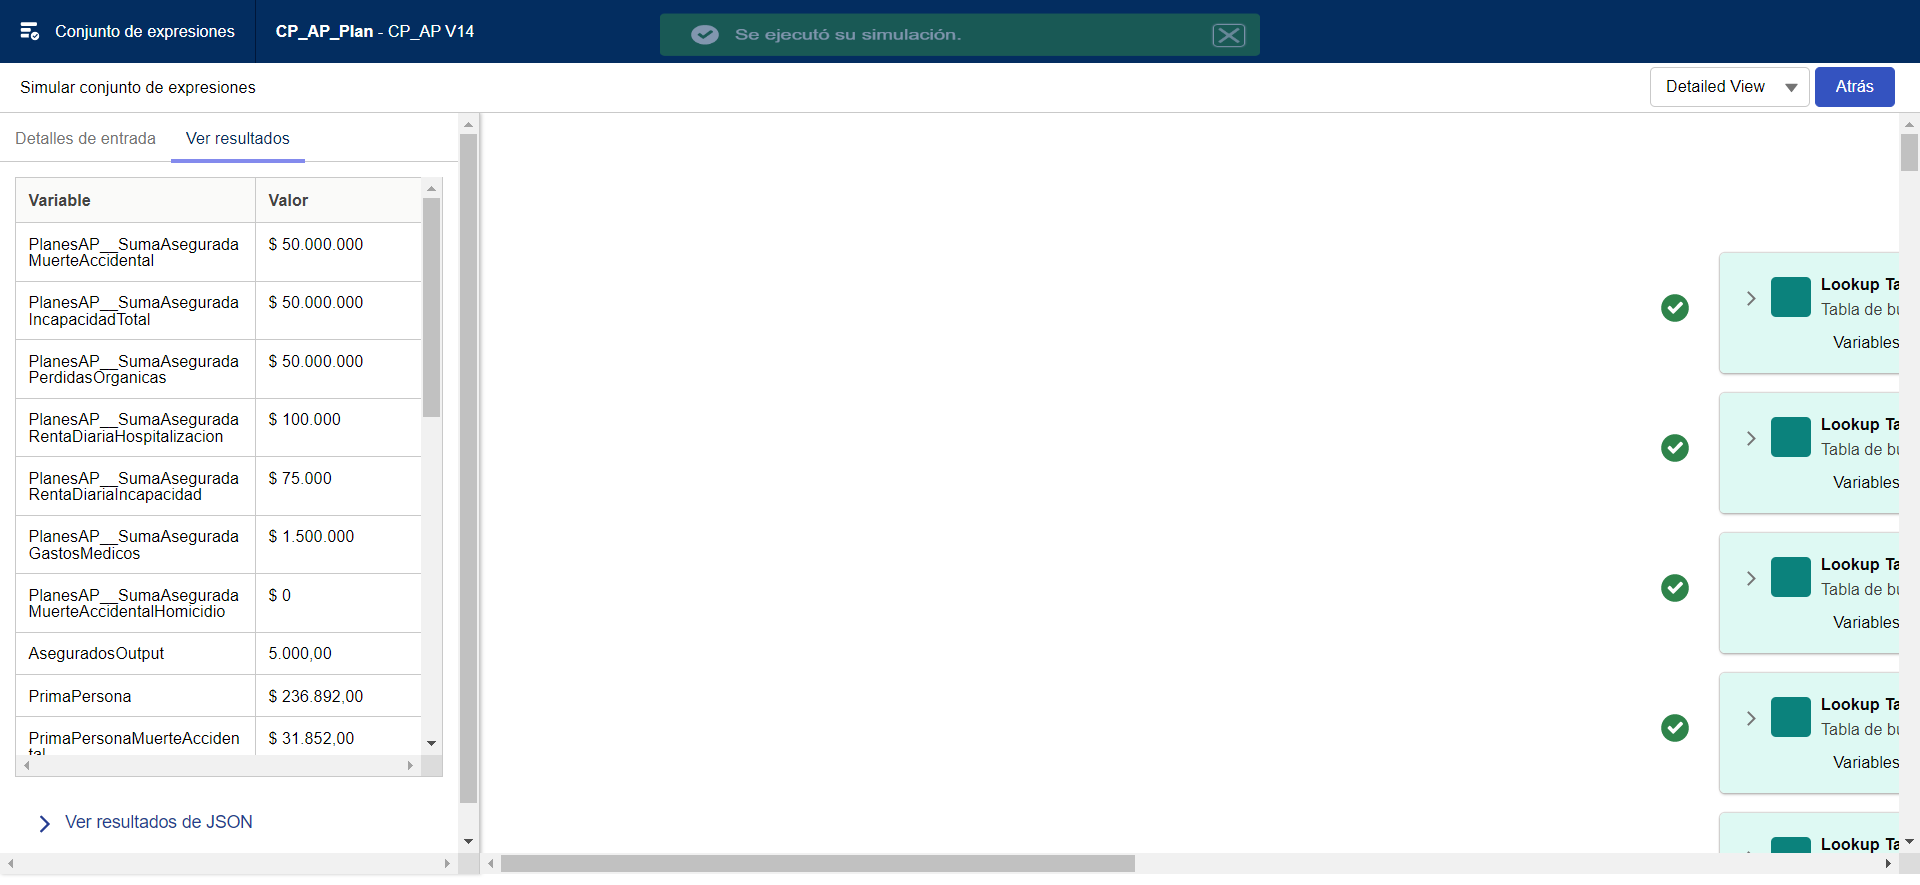 Conjunto de expresiones
CP_AP_Plan - CP_AP V14
Se ejecutó su simulación.
Simular conjunto de expresiones
Detailed View
Atrás
Detalles de entrada
Ver resultados
Variable
Valor
PlanesAP__SumaAsegurada
MuerteAccidental
$ 50.000.000
PlanesAP__SumaAsegurada
IncapacidadTotal
$ 50.000.000
PlanesAP__SumaAsegurada
PerdidasOrganicas
$ 50.000.000
PlanesAP__SumaAsegurada
RentaDiariaHospitalizacion
$ 100.000
PlanesAP__SumaAsegurada
RentaDiariaIncapacidad
$ 75.000
PlanesAP__SumaAsegurada
GastosMedicos
$ 1.500.000
PlanesAP__SumaAsegurada
MuerteAccidentalHomicidio
$ 0
AseguradosOutput
5.000,00
PrimaPersona
$ 236.892,00
PrimaPersonaMuerteAcciden
tal
$ 31.852,00
Ver resultados de JSON
Lookup Ta
Tabla de bu
Variables
Lookup Ta
Tabla de bu
Variables
Lookup Ta
Tabla de bu
Variables
Lookup Ta
Tabla de bu
Variables
Lookup Ta